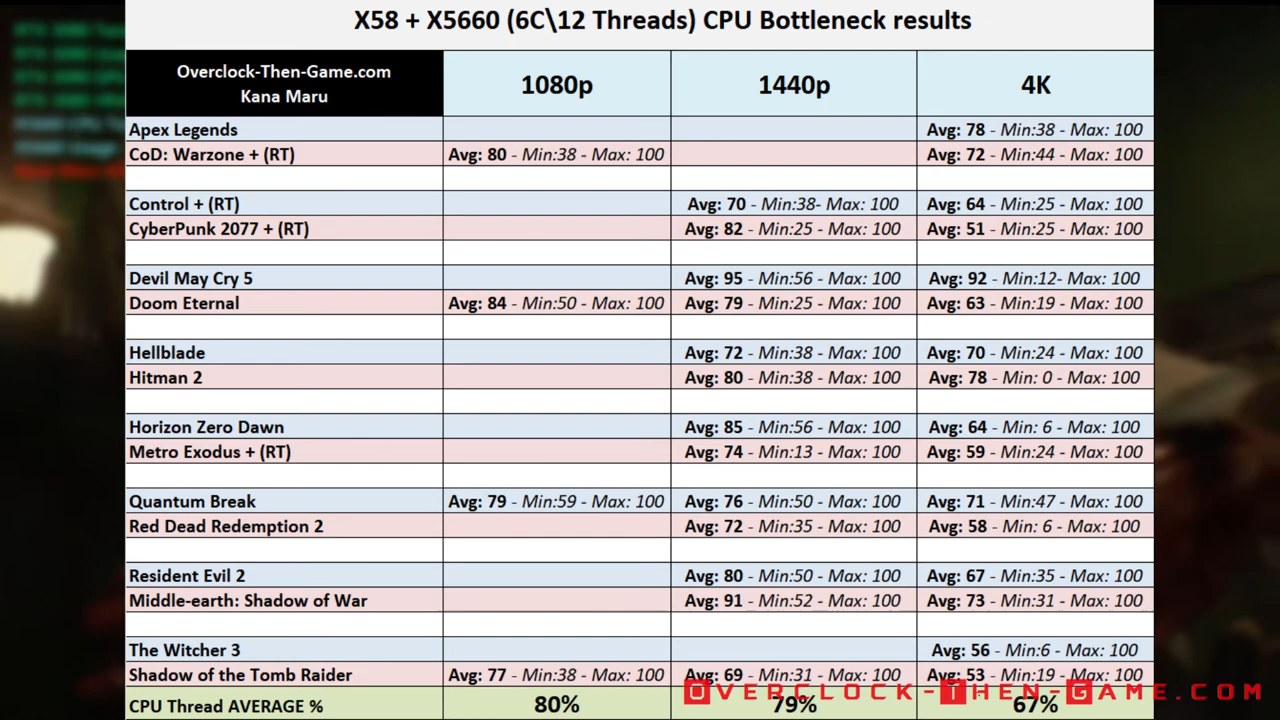 X58 + X5660 (6C\12 Threads) CPU Bottleneck results
Overclock-Then-Game.com
Kana Maru
1080p 1440p 4K
Apex Legends Avg: 78 - Min:38 - Max: 100
CoD: Warzone + (RT) Avg: 80 - Min:38 - Max: 100 Avg: 72 - Min:44 - Max: 100
Control + (RT) Avg: 70 - Min:38- Max: 100 Avg: 64 - Min:25 - Max: 100
CyberPunk 2077 + (RT) Avg: 82 - Min:25 - Max: 100 Avg: 51 - Min:25 - Max: 100
Devil May Cry 5 Avg: 95 - Min:56 - Max: 100 Avg: 92 - Min:12- Max: 100
Doom Eternal Avg: 84 - Min:50 - Max: 100 Avg: 79 - Min:25 - Max: 100 Avg: 63 - Min:19 - Max: 100
Hellblade Avg: 72 - Min:38 - Max: 100 Avg: 70 - Min:24 - Max: 100
Hitman 2 Avg: 80 - Min:38 - Max: 100 Avg: 78 - Min: 0 - Max: 100
Horizon Zero Dawn Avg: 85 - Min:56 - Max: 100 Avg: 64 - Min: 6 - Max: 100
Metro Exodus + (RT) Avg: 74 - Min:13 - Max: 100 Avg: 59 - Min:24 - Max: 100
Quantum Break Avg: 79 - Min:59 - Max: 100 Avg: 76 - Min:50 - Max: 100 Avg: 71 - Min:47 - Max: 100
Red Dead Redemption 2 Avg: 72 - Min:35 - Max: 100 Avg: 58 - Min: 6 - Max: 100
Resident Evil 2 Avg: 80 - Min:50 - Max: 100 Avg: 67 - Min:35 - Max: 100
Middle-earth: Shadow of War Avg: 91 - Min:52 - Max: 100 Avg: 73 - Min:31 - Max: 100
The Witcher 3 Avg: 56 - Min:6 - Max: 100
Shadow of the Tomb Raider Avg: 77 - Min:38 - Max: 100 Avg: 69 - Min:31 - Max: 100 Avg: 53 - Min:19 - Max: 100
OVERCLOCK-THEN-GAME.COM
CPU Thread AVERAGE % 80% 79% 67%